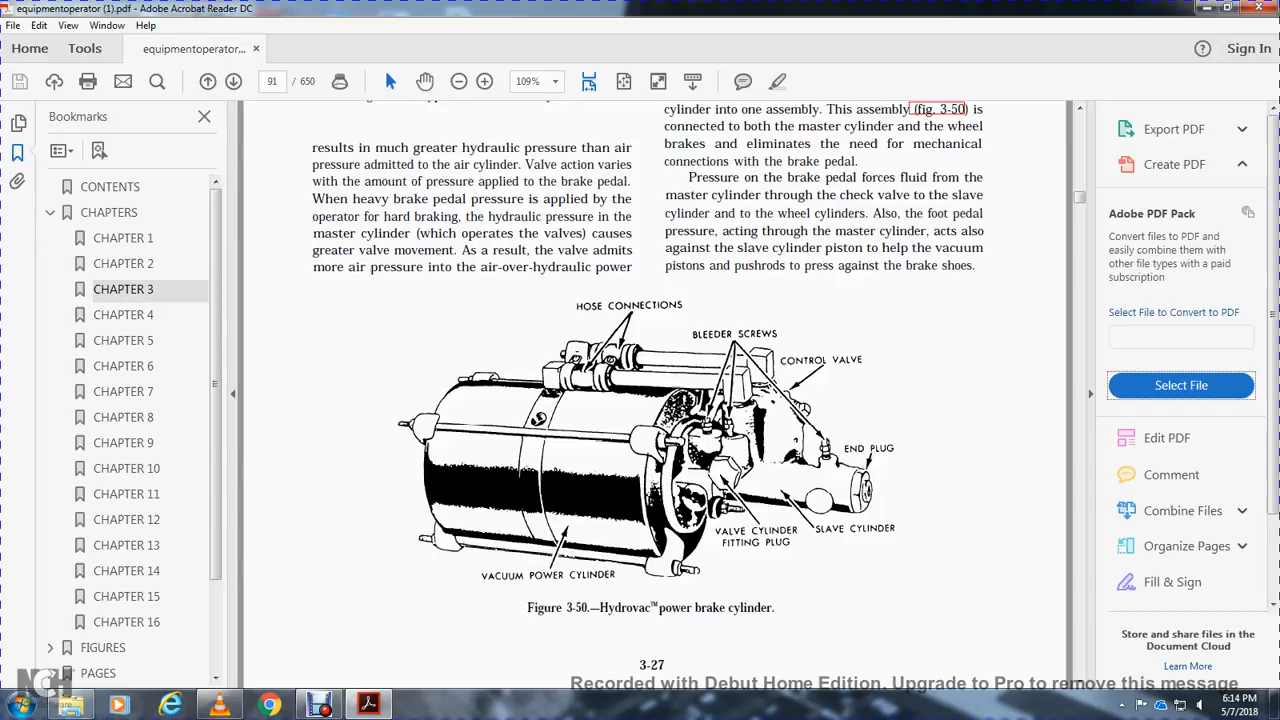 equipmentoperator (1).pdf - Adobe Acrobat Reader DC
File Edit View Window Help
Home Tools equipmentoperator... × Sign In
91 / 650 109%
Bookmarks
CONTENTS
CHAPTERS
CHAPTER 1
CHAPTER 2
CHAPTER 3
CHAPTER 4
CHAPTER 5
CHAPTER 6
CHAPTER 7
CHAPTER 8
CHAPTER 9
CHAPTER 10
CHAPTER 11
CHAPTER 12
CHAPTER 13
CHAPTER 14
CHAPTER 15
CHAPTER 16
FIGURES
PAGES
results in much greater hydraulic pressure than air
pressure admitted to the air cylinder. Valve action varies
with the amount of pressure applied to the brake pedal.
When heavy brake pedal pressure is applied by the
operator for hard braking, the hydraulic pressure in the
master cylinder (which operates the valves) causes
greater valve movement. As a result, the valve admits
more air pressure into the air-over-hydraulic power
cylinder into one assembly. This assembly (fig. 3-50) is
connected to both the master cylinder and the wheel
brakes and eliminates the need for mechanical
connections with the brake pedal.
Pressure on the brake pedal forces fluid from the
master cylinder through the check valve to the slave
cylinder and to the wheel cylinders. Also, the foot pedal
pressure, acting through the master cylinder, acts also
against the slave cylinder piston to help the vacuum
pistons and pushrods to press against the brake shoes.
HOSE CONNECTIONS
BLEEDER SCREWS
CONTROL VALVE
END PLUG
SLAVE CYLINDER
VALVE CYLINDER
FITTING PLUG
VACUUM POWER CYLINDER
Figure 3-50.—Hydrovac™ power brake cylinder.
3-27
Export PDF
Create PDF
Adobe PDF Pack
Convert files to PDF and
easily combine them with
other file types with a paid
subscription
Select File to Convert to PDF
Select File
Edit PDF
Comment
Combine Files
Organize Pages
Fill & Sign
Store and share files in the
Document Cloud
Learn More
Recorded with Debut Home Edition. Upgrade to Pro to remove this message
NCH
6:14 PM
5/7/2018